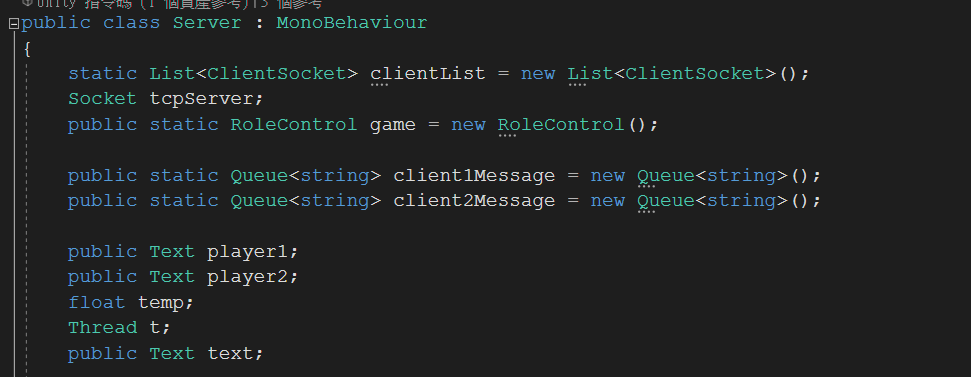 Unity 指令碼 (1 個資產參考)|3 個參考
public class Server : MonoBehaviour
{
static List<ClientSocket> clientList = new List<ClientSocket>();
Socket tcpServer;
public static RoleControl game = new RoleControl();
public static Queue<string> client1Message = new Queue<string>();
public static Queue<string> client2Message = new Queue<string>();
public Text player1;
public Text player2;
float temp;
Thread t;
public Text text;